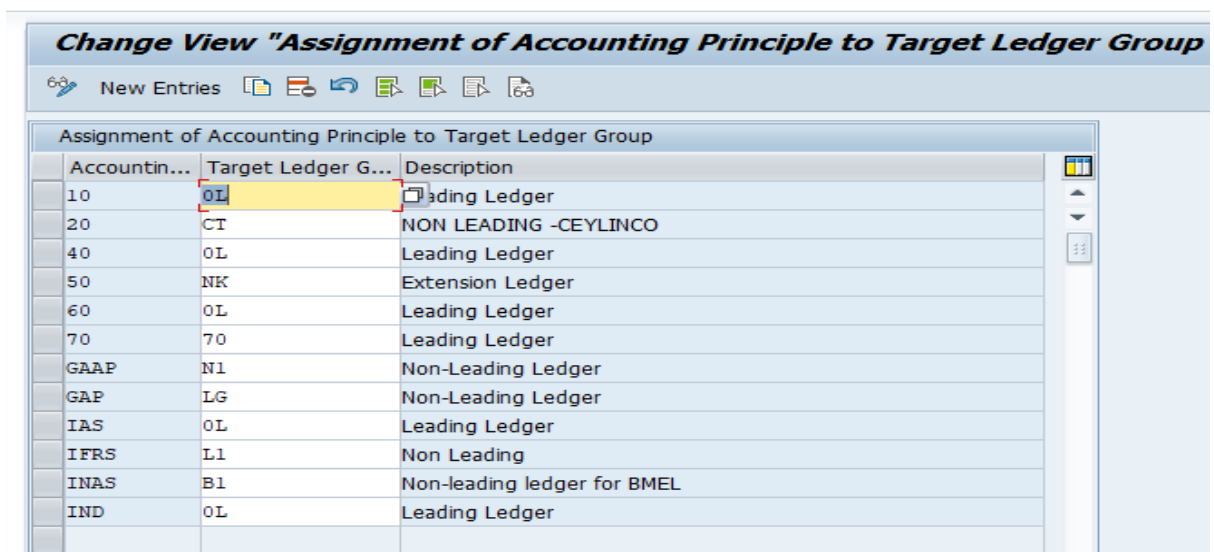 Change View "Assignment of Accounting Principle to Target Ledger Group
New Entries
Assignment of Accounting Principle to Target Ledger Group
Accountin... Target Ledger G... Description
10 0L ading Ledger
20 CT NON LEADING -CEYLINCO
40 0L Leading Ledger
50 NK Extension Ledger
60 0L Leading Ledger
70 70 Leading Ledger
GAAP N1 Non-Leading Ledger
GAP LG Non-Leading Ledger
IAS 0L Leading Ledger
IFRS L1 Non Leading
INAS B1 Non-leading ledger for BMEL
IND 0L Leading Ledger